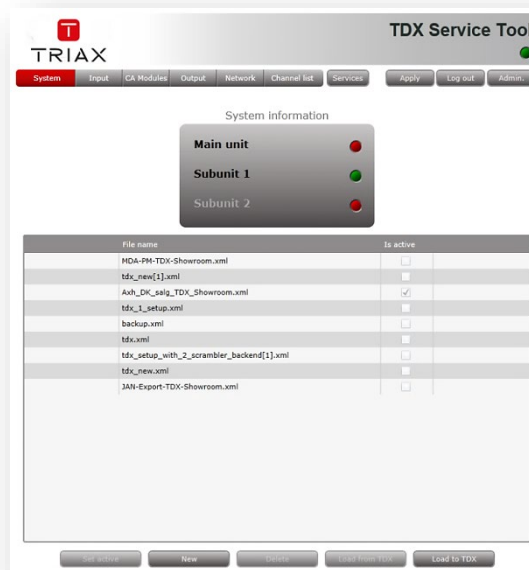 TRIAX
TDX Service Tool
System Input CA Modules Output Network Channel list Services Apply Log out Admin.
System information
Main unit
Subunit 1
Subunit 2
File name Is active
MDA-PM-TDX-Showroom.xml
tdx_new[1].xml
Axh_DK_salg_TDX_Showroom.xml
tdx_1_setup.xml
backup.xml
tdx.xml
tdx_setup_with_2_scrambler_backend[1].xml
tdx_new.xml
JAN-Export-TDX-Showroom.xml
Set active New Delete Load from TDX Load to TDX